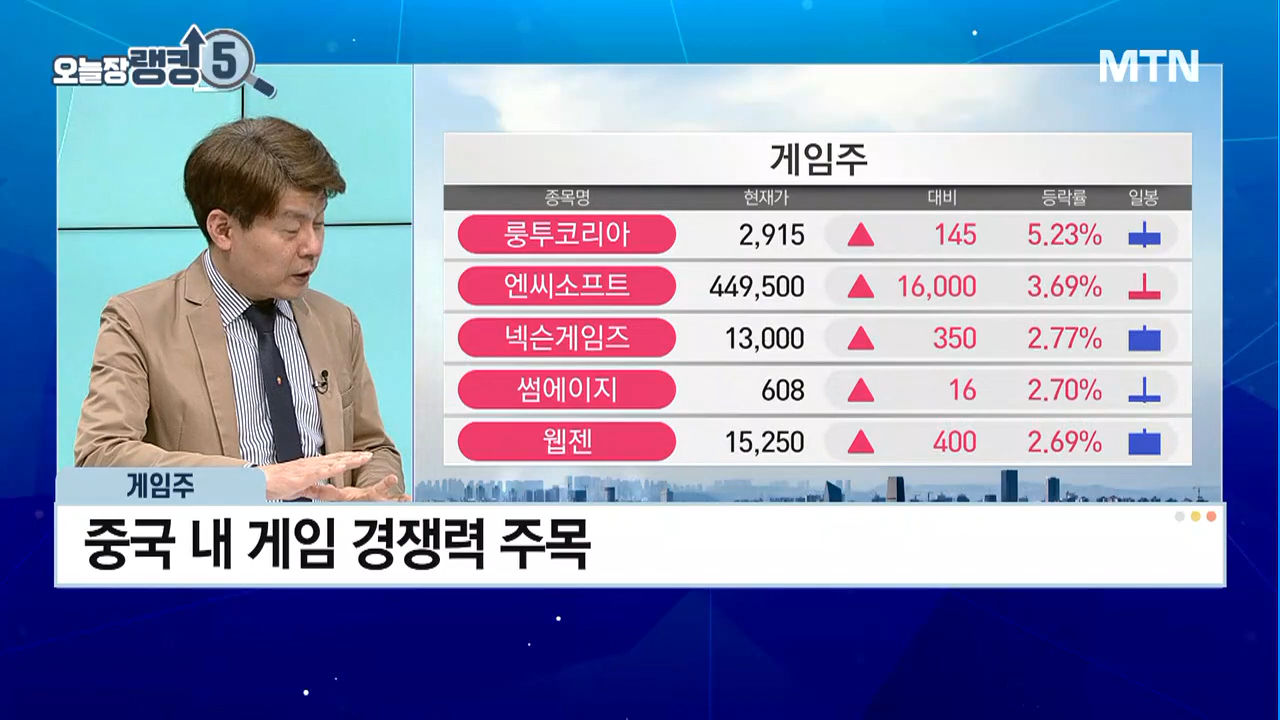 오늘장 랭킹 5
MTN
게임주
종목명 현재가 대비 등락률 일봉
룽투코리아 2,915 ▲ 145 5.23%
엔씨소프트 449,500 ▲ 16,000 3.69%
넥슨게임즈 13,000 ▲ 350 2.77%
썸에이지 608 ▲ 16 2.70%
웹젠 15,250 ▲ 400 2.69%
게임주
중국 내 게임 경쟁력 주목